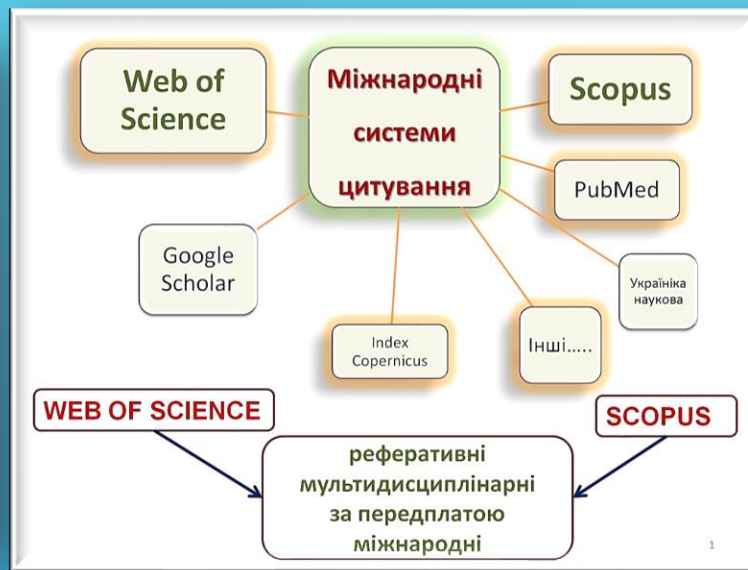 Web of
Science
Міжнародні
системи
цитування
Scopus
PubMed
Google
Scholar
Україніка
наукова
Index
Copernicus
Інші.....
WEB OF SCIENCE
SCOPUS
реферативні
мультидисциплінарні
за передплатою
міжнародні
1